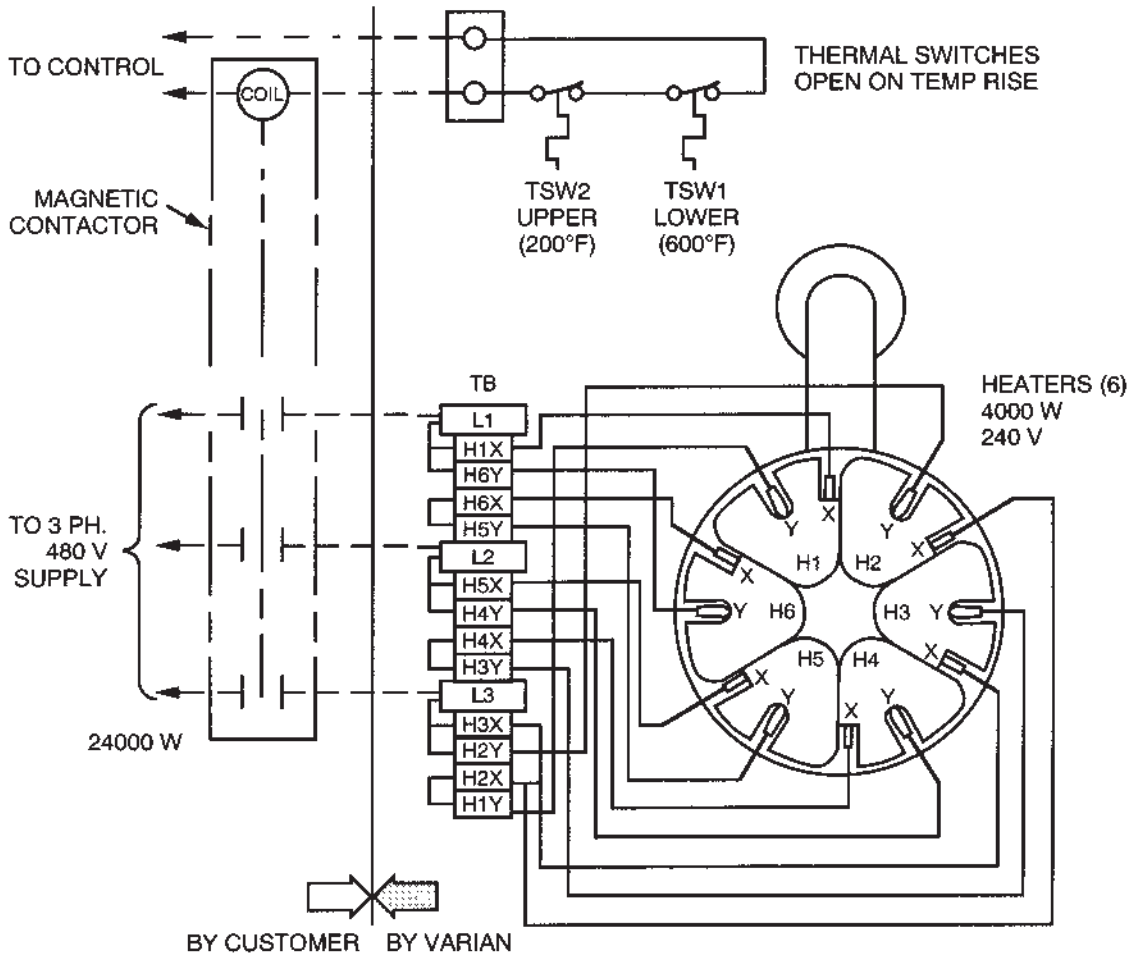 TO CONTROL
COIL
THERMAL SWITCHES
OPEN ON TEMP RISE
MAGNETIC
CONTACTOR
TSW2
UPPER
(200°F)
TSW1
LOWER
(600°F)
TB
HEATERS (6)
4000 W
240 V
L1
H1X
H6Y
H6X
H5Y
L2
H5X
H4Y
H4X
H3Y
L3
H3X
H2Y
H2X
H1Y
TO 3 PH.
480 V
SUPPLY
24000 W
Y
X
H1
Y
X
H2
Y
X
H3
Y
X
H4
Y
X
H5
Y
X
H6
BY CUSTOMER
BY VARIAN